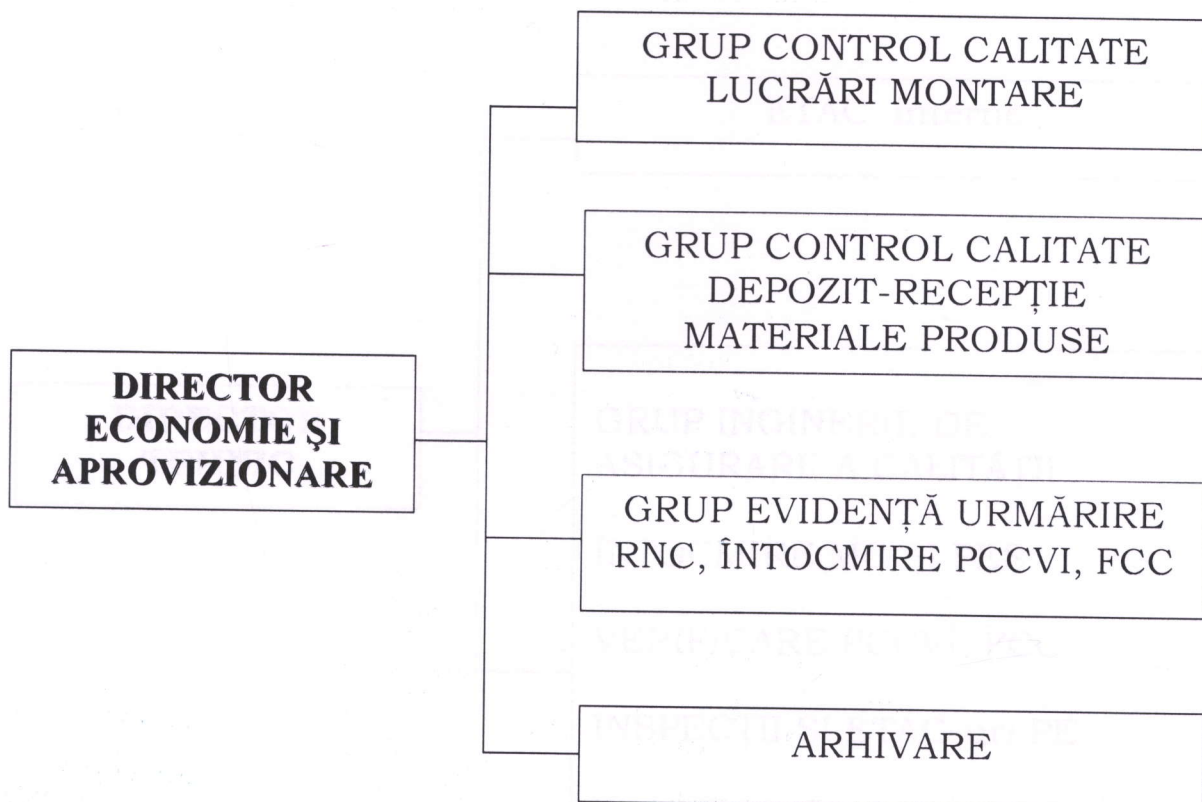 GRUP CONTROL CALITATE
LUCRĂRI MONTARE
GRUP CONTROL CALITATE
DEPOZIT-RECEPȚIE
MATERIALE PRODUSE
DIRECTOR
ECONOMIE ȘI
APROVIZIONARE
GRUP EVIDENȚĂ URMĂRIRE
RNC, ÎNTOCMIRE PCCVI, FCC
ARHIVARE